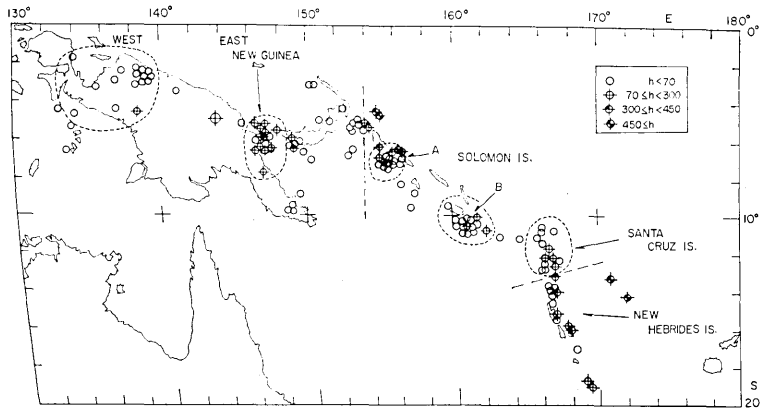 130° 140° 150° 160° 170° E 180°
0°
WEST EAST
NEW GUINEA
h<70
70≤h<300
300≤h<450
450≤h
A SOLOMON IS.
B
10°
SANTA
CRUZ IS.
NEW
HEBRIDES IS.
S
20